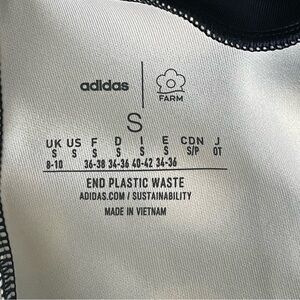 adidas
FARM
S
UK US F D I E CDN J
S S S S S S S/P OT
8-10 36-38 34-36 40-42 34-36
END PLASTIC WASTE
ADIDAS.COM / SUSTAINABILITY
MADE IN VIETNAM